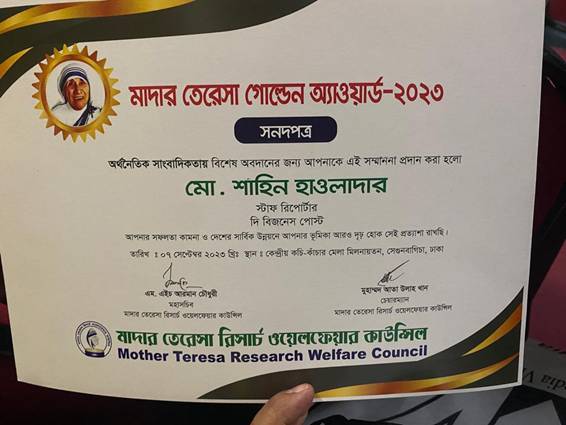 মাদার তেরেসা গোল্ডেন অ্যাওয়ার্ড-২০২৩
সনদপত্র
অর্থনৈতিক সাংবাদিকতায় বিশেষ অবদানের জন্য আপনাকে এই সম্মাননা প্রদান করা হলো
মো. শাহিন হাওলাদার
স্টাফ রিপোর্টার
দি বিজনেস পোস্ট
আপনার সফলতা কামনা ও দেশের সার্বিক উন্নয়নে আপনার ভূমিকা আরও দৃঢ় হোক সেই প্রত্যাশা রাখছি।
তারিখ : ০৭ সেপ্টেম্বর ২০২৩ খ্রিঃ স্থান : কেন্দ্রীয় কচি-কাঁচার মেলা মিলনায়তন, সেগুনবাগিচা, ঢাকা
এম. এইচ আরমান চৌধুরী
মহাসচিব
মাদার তেরেসা রিসার্চ ওয়েলফেয়ার কাউন্সিল
মুহাম্মদ আতা উলাহ খান
চেয়ারম্যান
মাদার তেরেসা রিসার্চ ওয়েলফেয়ার কাউন্সিল
মাদার তেরেসা রিসার্চ ওয়েলফেয়ার কাউন্সিল
Mother Teresa Research Welfare Council